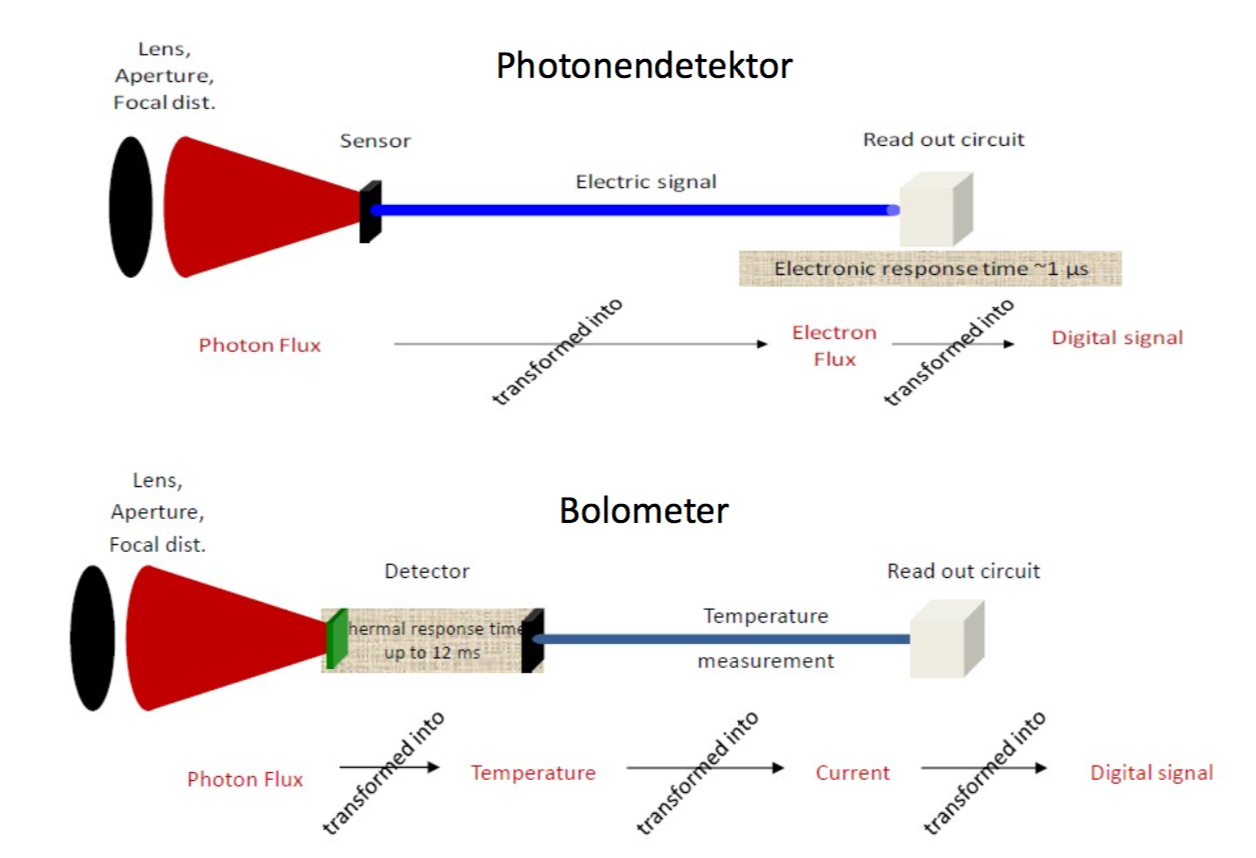 Lens,
Aperture,
Focal dist.
Photonendetektor
Sensor
Read out circuit
Electric signal
Electronic response time ~1 µs
Photon Flux
transformed into
Electron
Flux
transformed into
Digital signal
Lens,
Aperture,
Focal dist.
Bolometer
Detector
Read out circuit
hermal response time
up to 12 ms
Temperature
measurement
Photon Flux
transformed into
Temperature
transformed into
Current
transformed into
Digital signal